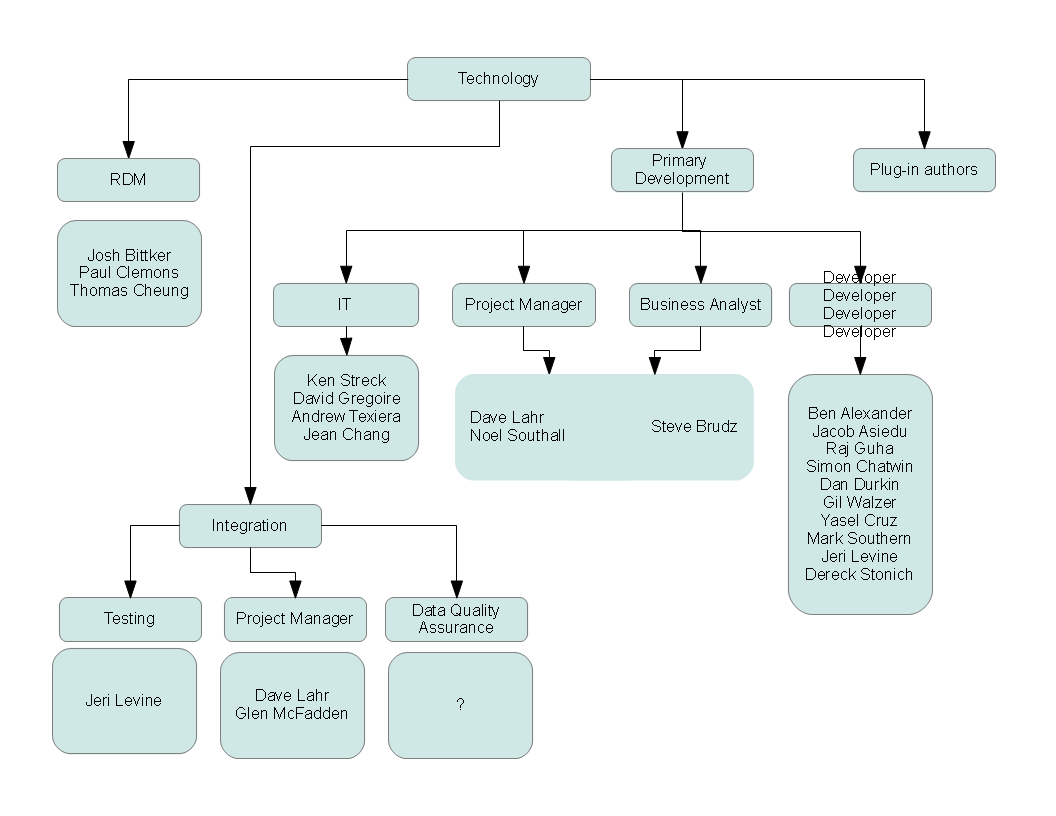 Technology
RDM
Primary
Development
Plug-in authors
Josh Bittker
Paul Clemons
Thomas Cheung
IT
Project Manager
Business Analyst
Developer
Developer
Developer
Developer
Ken Streck
David Gregoire
Andrew Texiera
Jean Chang
Dave Lahr
Noel Southall
Steve Brudz
Ben Alexander
Jacob Asiedu
Raj Guha
Simon Chatwin
Dan Durkin
Gil Walzer
Yasel Cruz
Mark Southern
Jeri Levine
Dereck Stonich
Integration
Testing
Project Manager
Data Quality
Assurance
Jeri Levine
Dave Lahr
Glen McFadden
?